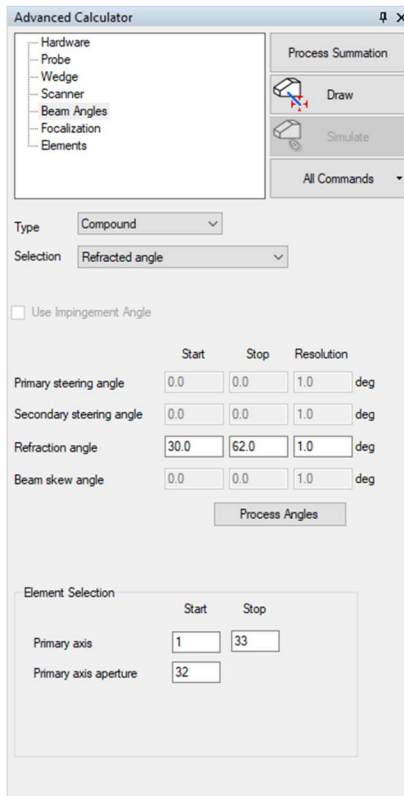 Advanced Calculator
Hardware
Probe
Wedge
Scanner
Beam Angles
Focalization
Elements
Process Summation
Draw
Simulate
All Commands
Type Compound
Selection Refracted angle
Use Impingement Angle
Start Stop Resolution
Primary steering angle 0.0 0.0 1.0 deg
Secondary steering angle 0.0 0.0 1.0 deg
Refraction angle 30.0 62.0 1.0 deg
Beam skew angle 0.0 0.0 1.0 deg
Process Angles
Element Selection
Start Stop
Primary axis 1 33
Primary axis aperture 32